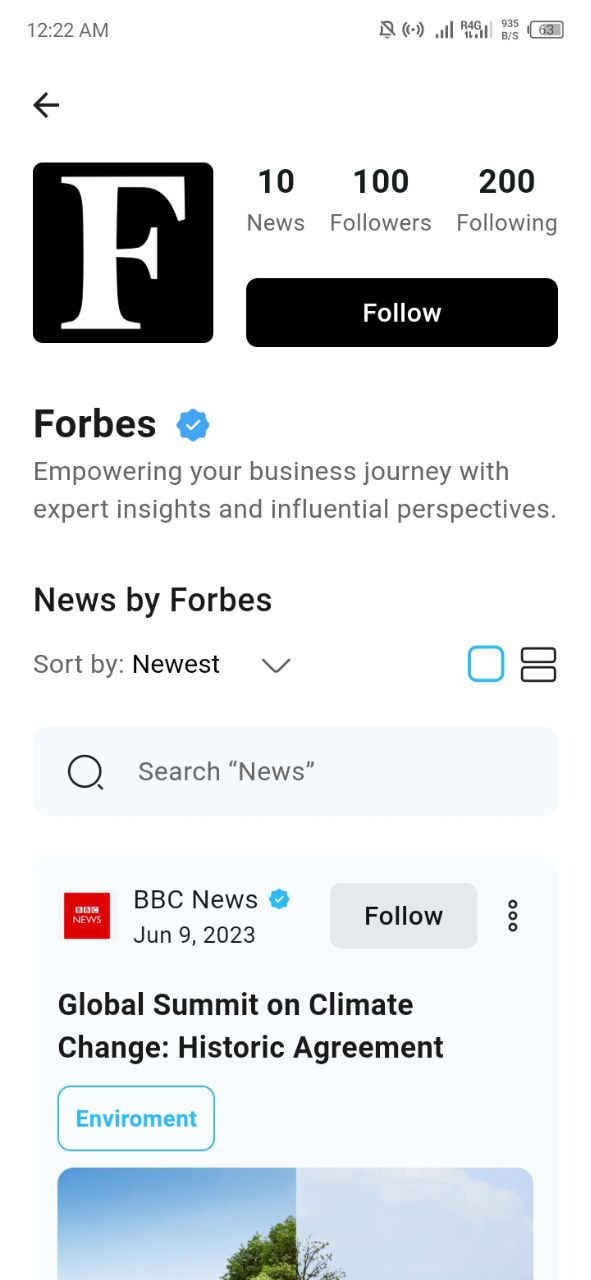 12:22 AM
R4G
935
B/S
63
F
10
100
200
News
Followers
Following
Follow
Forbes
Empowering your business journey with
expert insights and influential perspectives.
News by Forbes
Sort by: Newest
Search “News”
BBC
NEWS
BBC News
Jun 9, 2023
Follow
Global Summit on Climate
Change: Historic Agreement
Enviroment